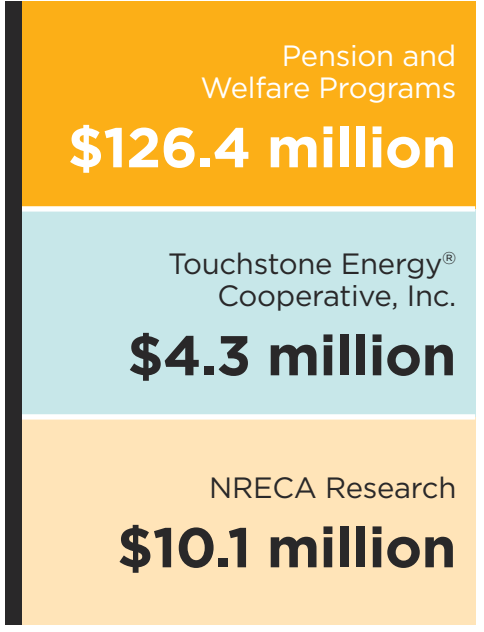 Pension and
Welfare Programs
$126.4 million
Touchstone Energy®
Cooperative, Inc.
$4.3 million
NRECA Research
$10.1 million